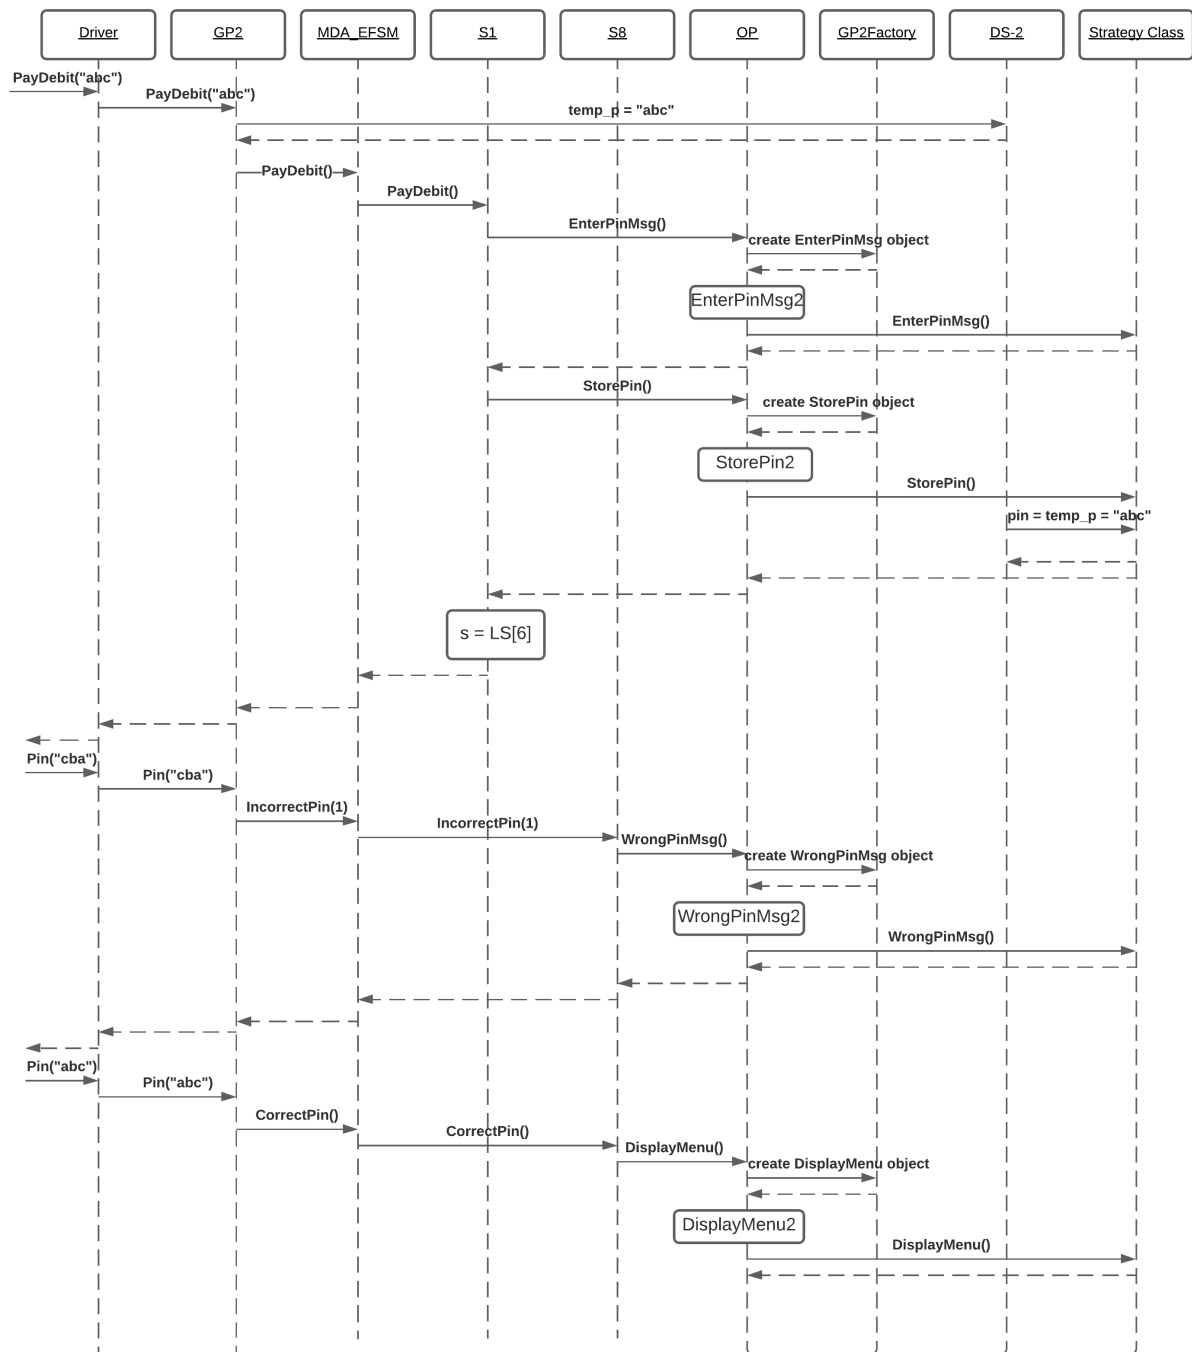 Driver
GP2
MDA_EFSM
S1
S8
OP
GP2Factory
DS-2
Strategy Class
PayDebit("abc")
PayDebit("abc")
temp_p = "abc"
PayDebit()
PayDebit()
EnterPinMsg()
create EnterPinMsg object
EnterPinMsg2
EnterPinMsg()
StorePin()
create StorePin object
StorePin2
StorePin()
pin = temp_p = "abc"
s = LS[6]
Pin("cba")
Pin("cba")
IncorrectPin(1)
IncorrectPin(1)
WrongPinMsg()
create WrongPinMsg object
WrongPinMsg2
WrongPinMsg()
Pin("abc")
Pin("abc")
CorrectPin()
CorrectPin()
DisplayMenu()
create DisplayMenu object
DisplayMenu2
DisplayMenu()